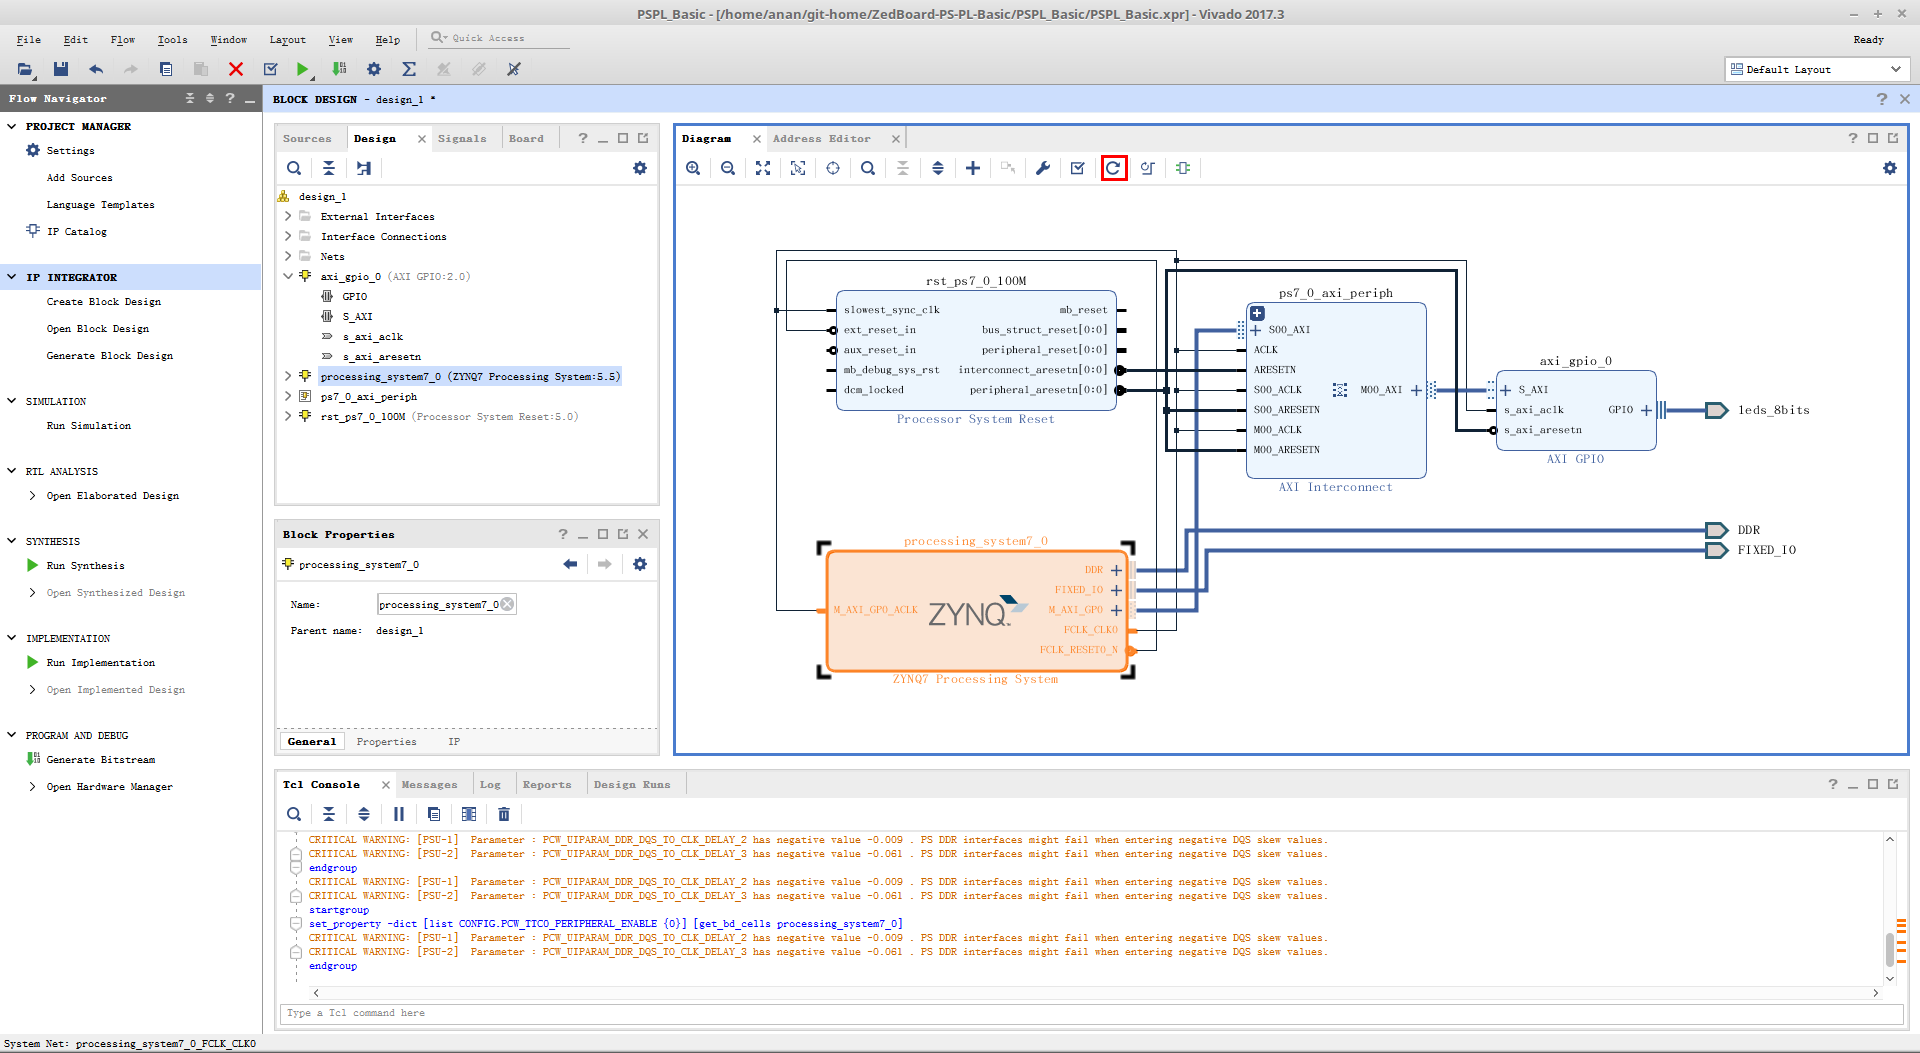 PSPL_Basic - [/home/anan/git-home/ZedBoard-PS-PL-Basic/PSPL_Basic/PSPL_Basic.xpr] - Vivado 2017.3
File Edit Flow Tools Window Layout View Help Quick Access
Ready
Default Layout
Flow Navigator
PROJECT MANAGER
Settings
Add Sources
Language Templates
IP Catalog
IP INTEGRATOR
Create Block Design
Open Block Design
Generate Block Design
SIMULATION
Run Simulation
RTL ANALYSIS
Open Elaborated Design
SYNTHESIS
Run Synthesis
Open Synthesized Design
IMPLEMENTATION
Run Implementation
Open Implemented Design
PROGRAM AND DEBUG
Generate Bitstream
Open Hardware Manager
BLOCK DESIGN - design_1 *
Sources Design Signals Board
design_1
External Interfaces
Interface Connections
Nets
axi_gpio_0 (AXI GPIO:2.0)
GPIO
S_AXI
s_axi_aclk
s_axi_aresetn
processing_system7_0 (ZYNQ7 Processing System:5.5)
ps7_0_axi_periph
rst_ps7_0_100M (Processor System Reset:5.0)
Block Properties
processing_system7_0
Name: processing_system7_0
Parent name: design_1
General Properties IP
Diagram Address Editor
rst_ps7_0_100M
slowest_sync_clk mb_reset
ext_reset_in bus_struct_reset[0:0]
aux_reset_in peripheral_reset[0:0]
mb_debug_sys_rst interconnect_aresetn[0:0]
dcm_locked peripheral_aresetn[0:0]
Processor System Reset
ps7_0_axi_periph
S00_AXI
ACLK
ARESETN
S00_ACLK M00_AXI
S00_ARESETN
M00_ACLK
M00_ARESETN
AXI Interconnect
axi_gpio_0
S_AXI
s_axi_aclk GPIO
s_axi_aresetn
AXI GPIO
leds_8bits
DDR
FIXED_IO
processing_system7_0
DDR
FIXED_IO
M_AXI_GP0_ACLK ZYNQ M_AXI_GP0
FCLK_CLK0
FCLK_RESET0_N
ZYNQ7 Processing System
Tcl Console Messages Log Reports Design Runs
CRITICAL WARNING: [PSU-1] Parameter : PCW_UIPARAM_DDR_DQS_TO_CLK_DELAY_2 has negative value -0.009 . PS DDR interfaces might fail when entering negative DQS skew values.
CRITICAL WARNING: [PSU-2] Parameter : PCW_UIPARAM_DDR_DQS_TO_CLK_DELAY_3 has negative value -0.061 . PS DDR interfaces might fail when entering negative DQS skew values.
endgroup
CRITICAL WARNING: [PSU-1] Parameter : PCW_UIPARAM_DDR_DQS_TO_CLK_DELAY_2 has negative value -0.009 . PS DDR interfaces might fail when entering negative DQS skew values.
CRITICAL WARNING: [PSU-2] Parameter : PCW_UIPARAM_DDR_DQS_TO_CLK_DELAY_3 has negative value -0.061 . PS DDR interfaces might fail when entering negative DQS skew values.
startgroup
set_property -dict [list CONFIG.PCW_TTC0_PERIPHERAL_ENABLE {0}] [get_bd_cells processing_system7_0]
CRITICAL WARNING: [PSU-1] Parameter : PCW_UIPARAM_DDR_DQS_TO_CLK_DELAY_2 has negative value -0.009 . PS DDR interfaces might fail when entering negative DQS skew values.
CRITICAL WARNING: [PSU-2] Parameter : PCW_UIPARAM_DDR_DQS_TO_CLK_DELAY_3 has negative value -0.061 . PS DDR interfaces might fail when entering negative DQS skew values.
endgroup
Type a Tcl command here
System Net: processing_system7_0_FCLK_CLK0